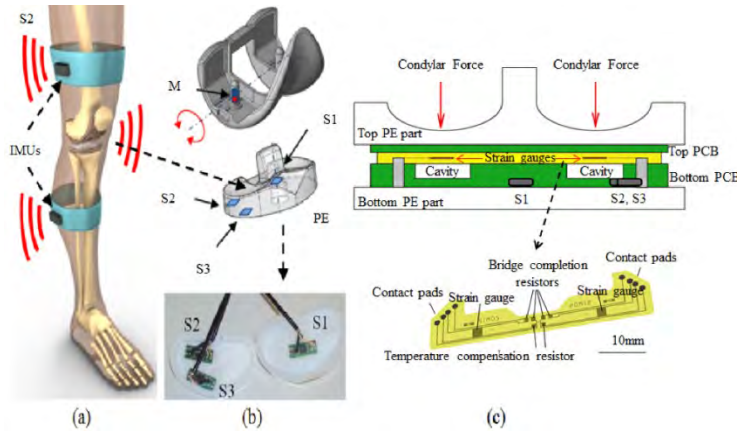 S2
IMUs
(a)
M
S1
S2
PE
S3
S2
S1
S3
(b)
Condylar Force
Condylar Force
Top PE part
Top PCB
Strain gauges
Bottom PCB
Cavity
Cavity
Bottom PE part
S1
S2, S3
Bridge completion
resistors
Contact pads
Strain gauge
Contact pads
Strain gauge
Temperature compensation resistor
10mm
(c)